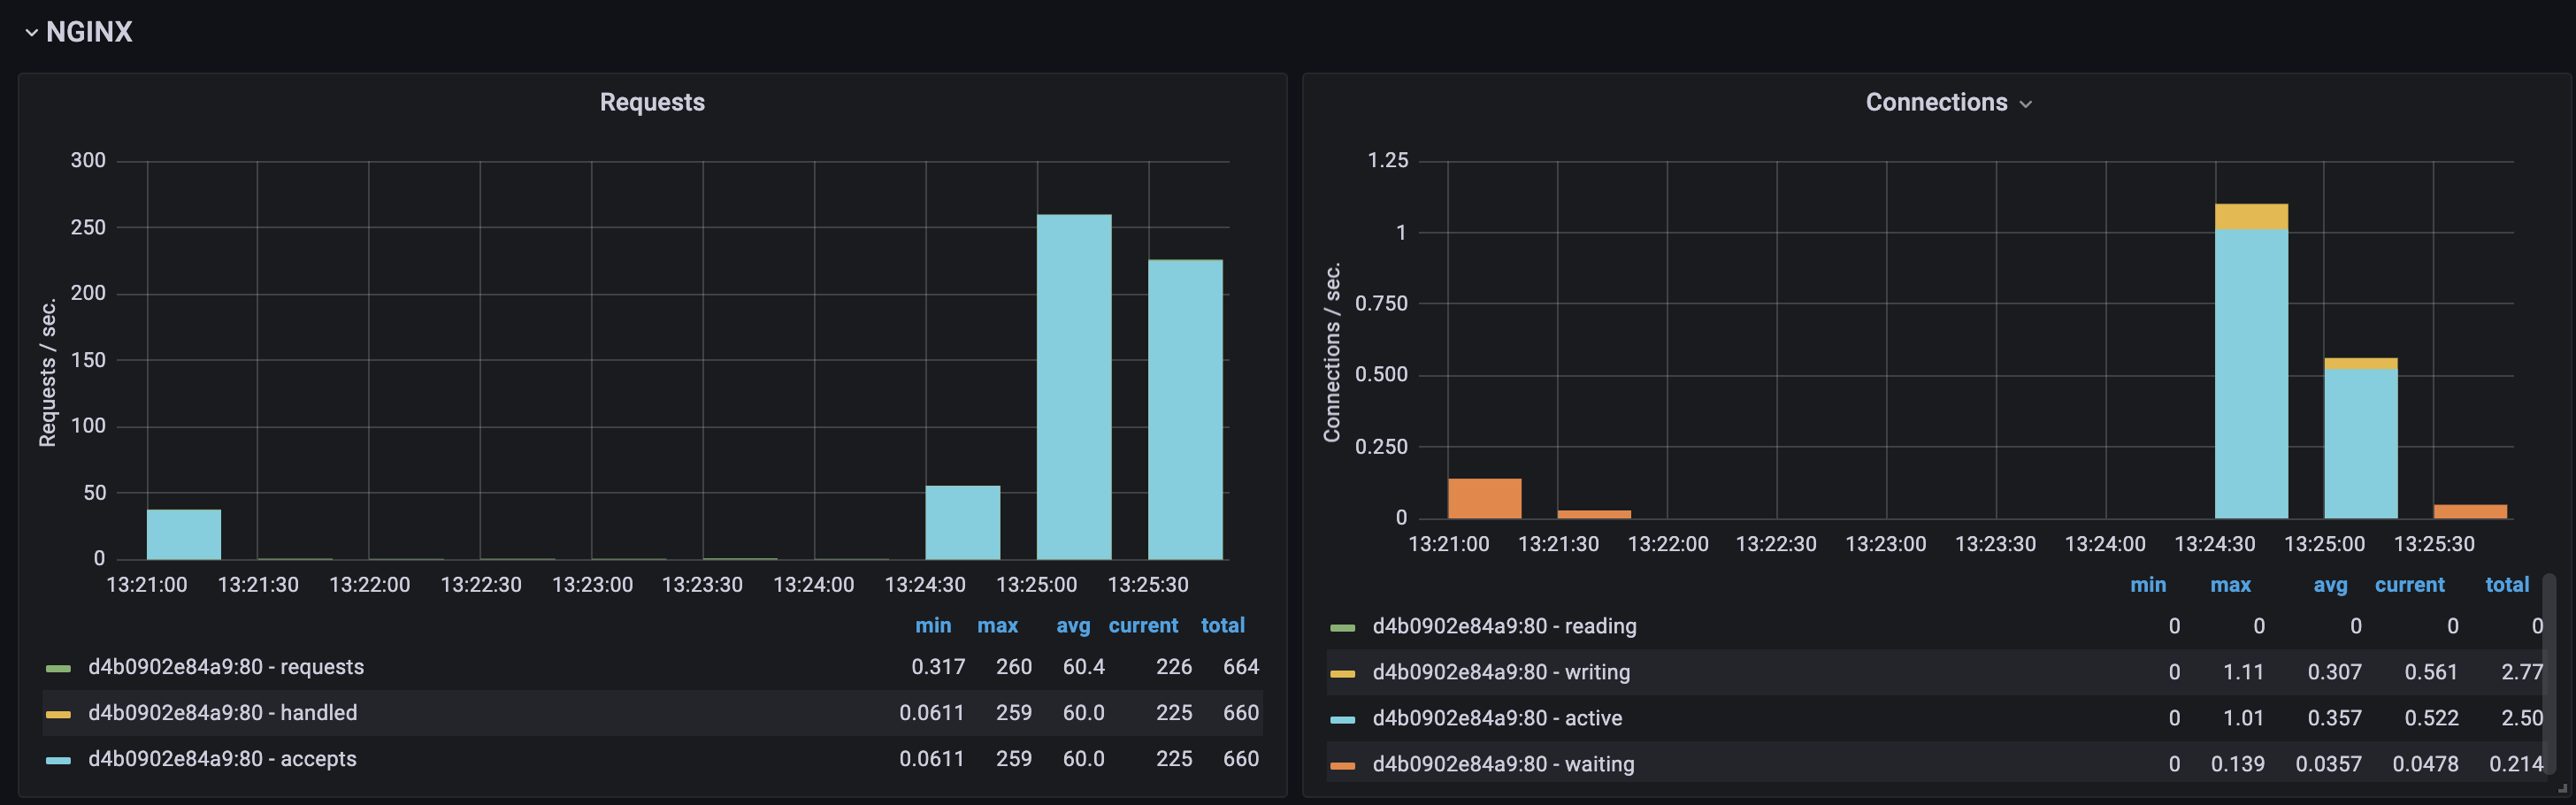 NGINX
Requests
300
250
200
150
100
50
0
Requests / sec.
13:21:00 13:21:30 13:22:00 13:22:30 13:23:00 13:23:30 13:24:00 13:24:30 13:25:00 13:25:30
min max avg current total
d4b0902e84a9:80 - requests 0.317 260 60.4 226 664
d4b0902e84a9:80 - handled 0.0611 259 60.0 225 660
d4b0902e84a9:80 - accepts 0.0611 259 60.0 225 660
Connections
1.25
1
0.750
0.500
0.250
0
Connections / sec.
13:21:00 13:21:30 13:22:00 13:22:30 13:23:00 13:23:30 13:24:00 13:24:30 13:25:00 13:25:30
min max avg current total
d4b0902e84a9:80 - reading 0 0 0 0 0
d4b0902e84a9:80 - writing 0 1.11 0.307 0.561 2.77
d4b0902e84a9:80 - active 0 1.01 0.357 0.522 2.50
d4b0902e84a9:80 - waiting 0 0.139 0.0357 0.0478 0.214